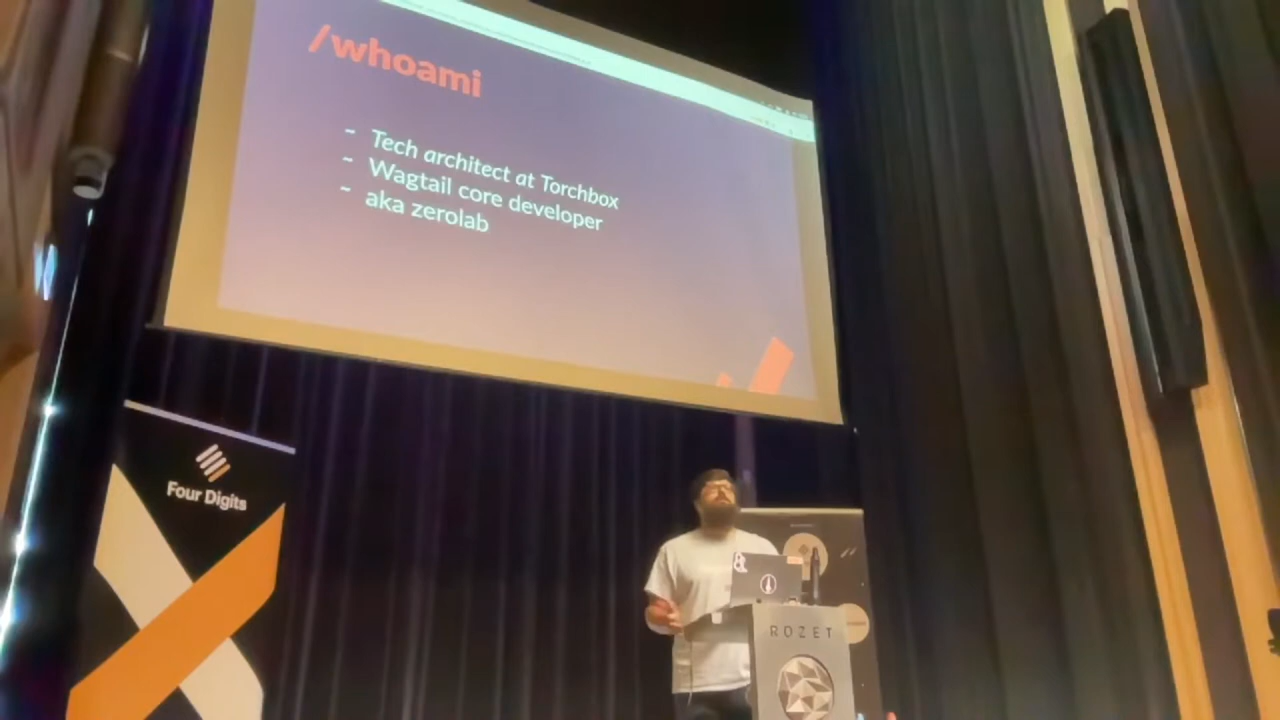 /whoami
- Tech architect at Torchbox
- Wagtail core developer
- aka zerolab
Four Digits
ROZET